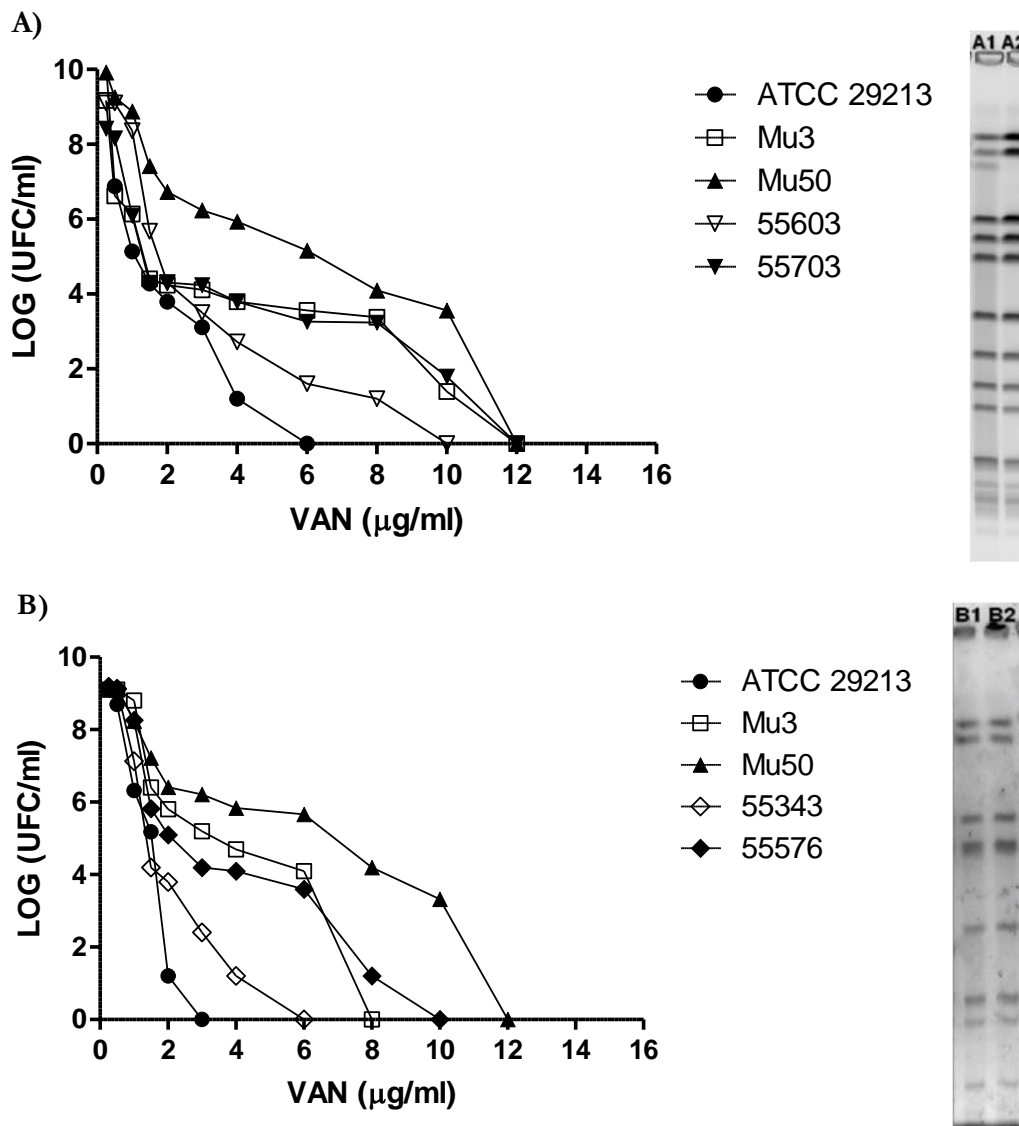 A)
10
8
6
4
2
0
LOG (UFC/ml)
0 2 4 6 8 10 12 14 16
VAN (µg/ml)
ATCC 29213
Mu3
Mu50
55603
55703
A1 A2
B)
10
8
6
4
2
0
LOG (UFC/ml)
0 2 4 6 8 10 12 14 16
VAN (µg/ml)
ATCC 29213
Mu3
Mu50
55343
55576
B1 B2